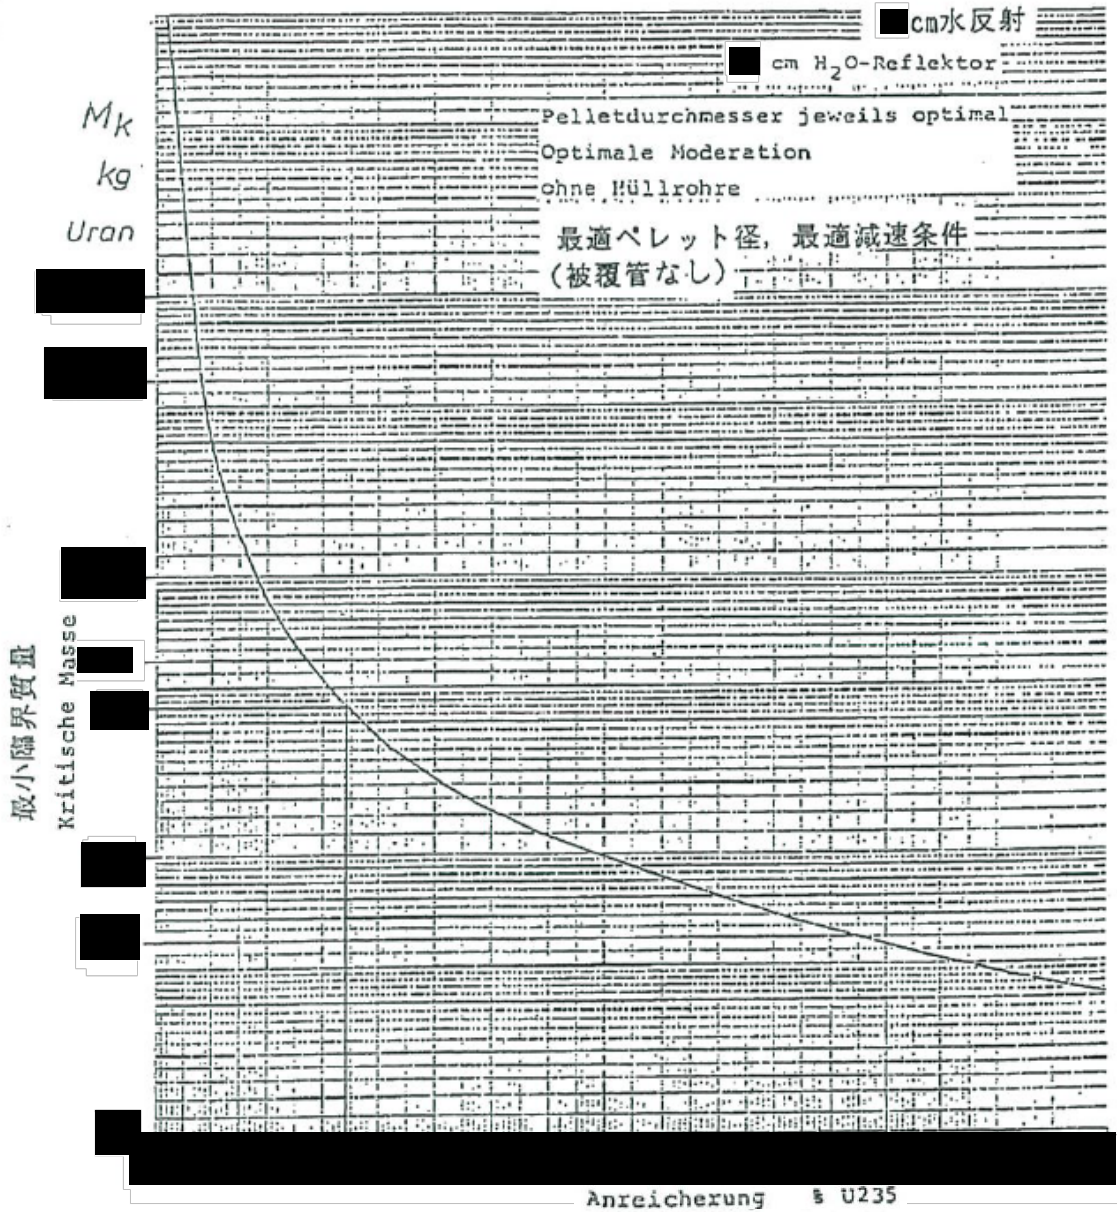 cm水反射
cm H₂O-Reflektor
Mk
kg
Uran
Pelletdurchmesser jeweils optimal
Optimale Moderation
ohne Hüllrohre
最適ペレット径, 最適減速条件
(被覆管なし)
最小臨界質量
Kritische Masse
Anreicherung % U235